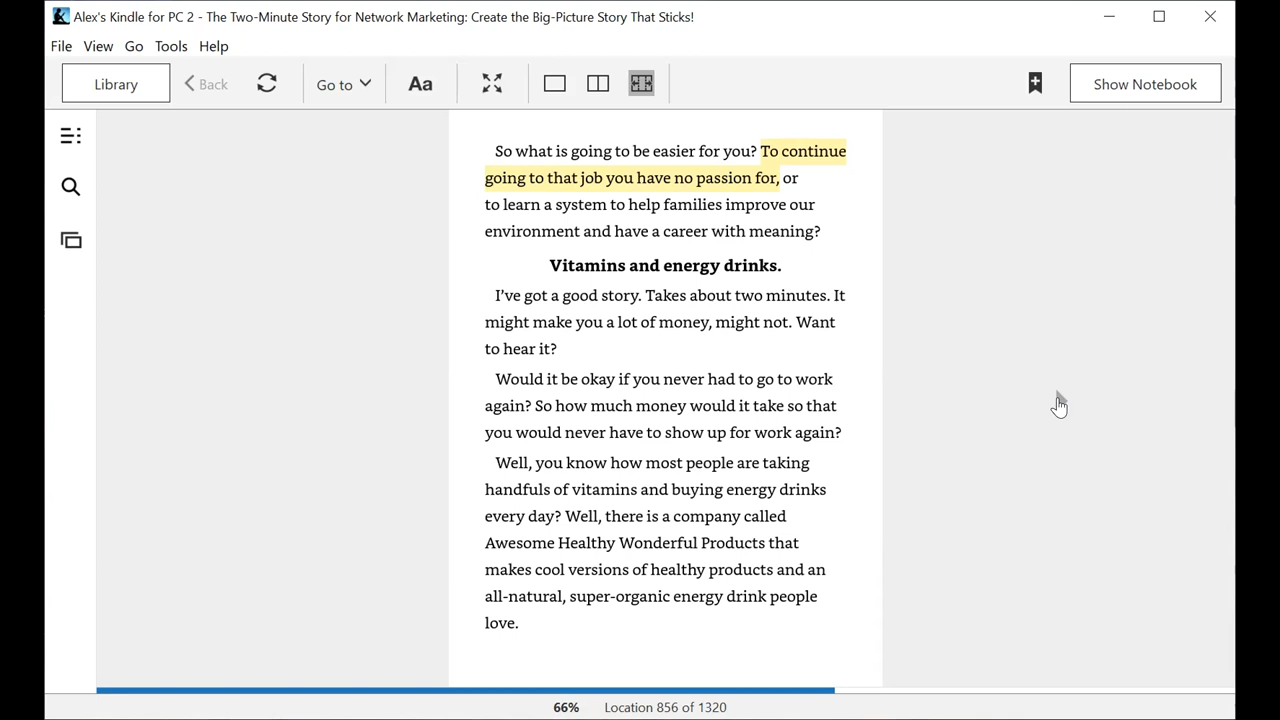 Alex's Kindle for PC 2 - The Two-Minute Story for Network Marketing: Create the Big-Picture Story That Sticks!
File View Go Tools Help
Library Back Go to Aa Show Notebook
So what is going to be easier for you? To continue
going to that job you have no passion for, or
to learn a system to help families improve our
environment and have a career with meaning?
Vitamins and energy drinks.
I’ve got a good story. Takes about two minutes. It
might make you a lot of money, might not. Want
to hear it?
Would it be okay if you never had to go to work
again? So how much money would it take so that
you would never have to show up for work again?
Well, you know how most people are taking
handfuls of vitamins and buying energy drinks
every day? Well, there is a company called
Awesome Healthy Wonderful Products that
makes cool versions of healthy products and an
all-natural, super-organic energy drink people
love.
66% Location 856 of 1320